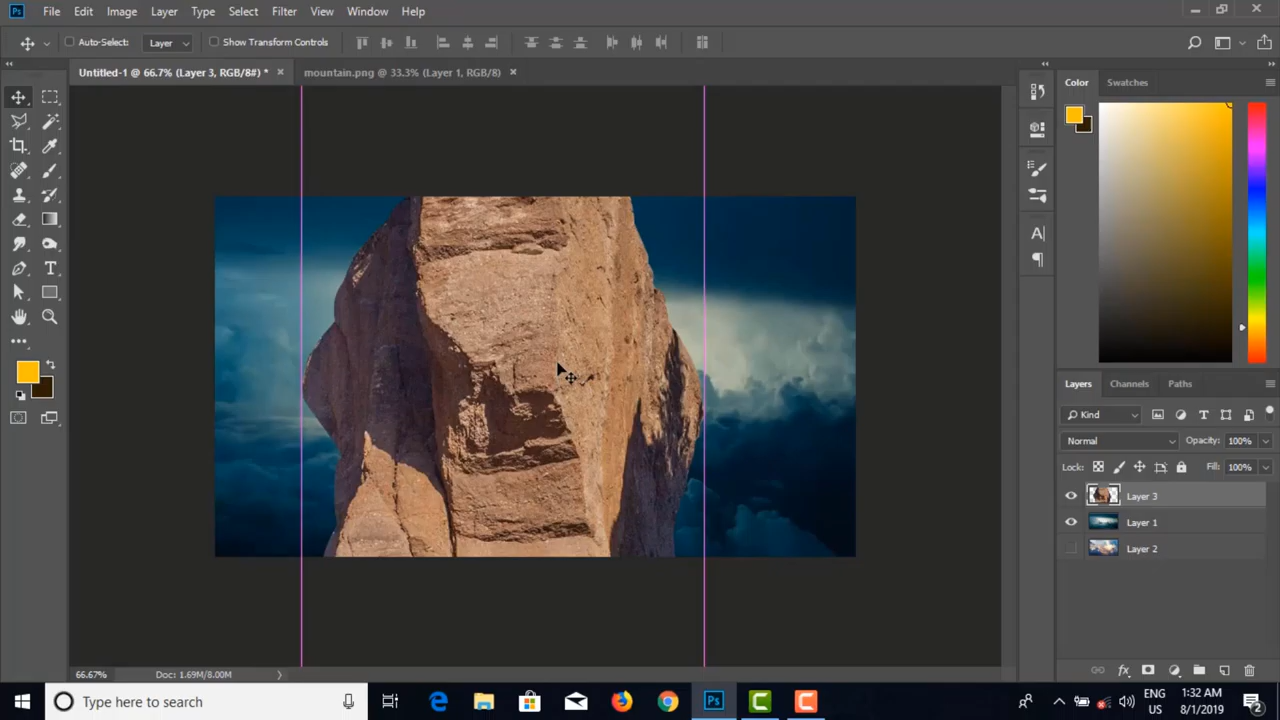 Ps File Edit Image Layer Type Select Filter View Window Help
Auto-Select: Layer Show Transform Controls
Untitled-1 @ 66.7% (Layer 3, RGB/8#) * × mountain.png @ 33.3% (Layer 1, RGB/8) ×
Color Swatches
Layers Channels Paths
Kind
Normal Opacity: 100%
Lock: Fill: 100%
Layer 3
Layer 1
Layer 2
66.67% Doc: 1.69M/8.00M
Type here to search
ENG
US
1:32 AM
8/1/2019
2